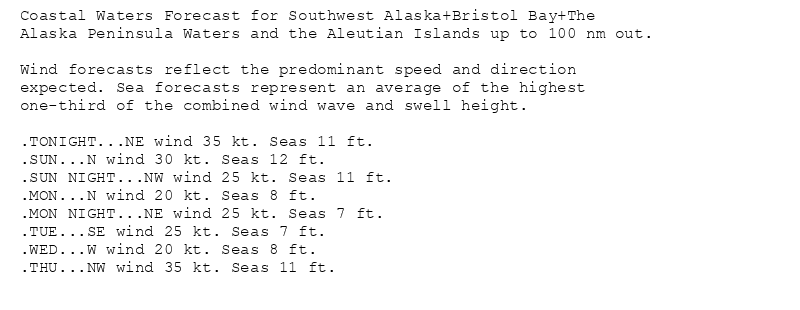 Coastal Waters Forecast for Southwest Alaska+Bristol Bay+The
Alaska Peninsula Waters and the Aleutian Islands up to 100 nm out.

Wind forecasts reflect the predominant speed and direction
expected. Sea forecasts represent an average of the highest
one-third of the combined wind wave and swell height.

.TONIGHT...NE wind 35 kt. Seas 11 ft.
.SUN...N wind 30 kt. Seas 12 ft.
.SUN NIGHT...NW wind 25 kt. Seas 11 ft.
.MON...N wind 20 kt. Seas 8 ft.
.MON NIGHT...NE wind 25 kt. Seas 7 ft.
.TUE...SE wind 25 kt. Seas 7 ft.
.WED...W wind 20 kt. Seas 8 ft.
.THU...NW wind 35 kt. Seas 11 ft.